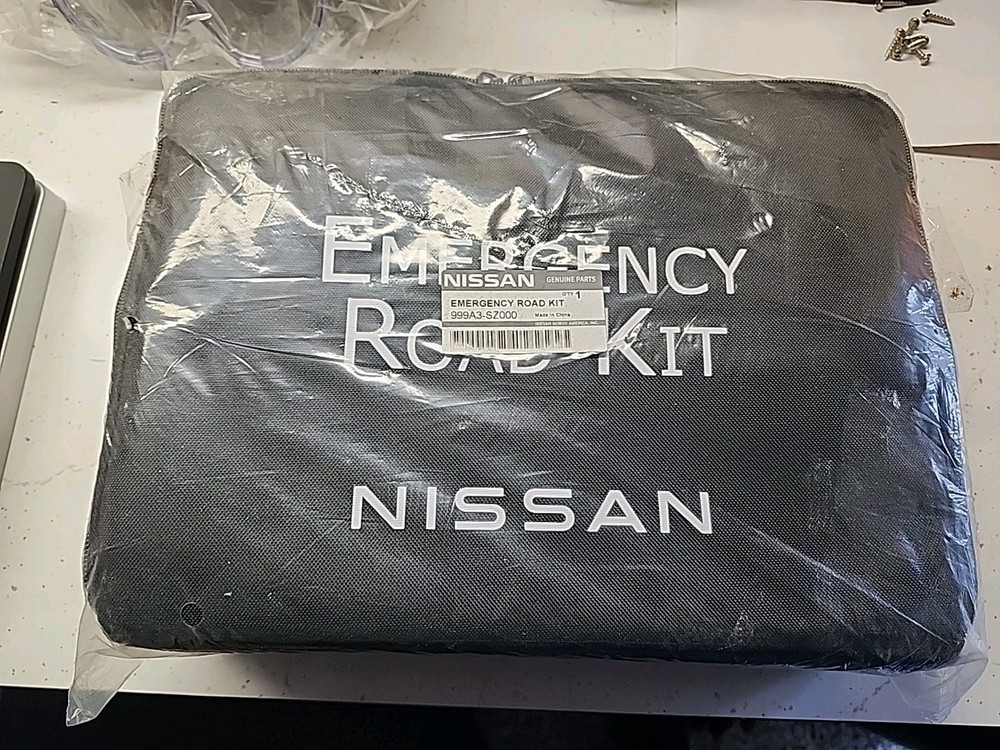 EMERGENCY
NISSAN GENUINE PARTS
QTY 1
EMERGENCY ROAD KIT
999A3-SZ000 Made in China
NISSAN NORTH AMERICA, INC.
ROAD KIT
NISSAN